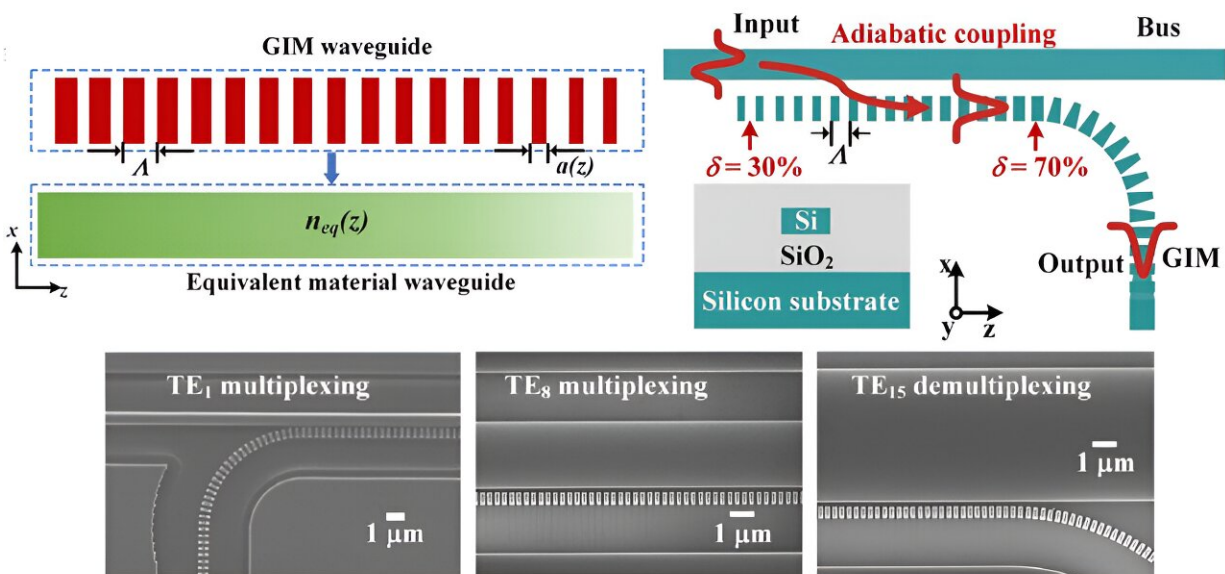 GIM waveguide
Λ
a(z)
n_eq(z)
x
z
Equivalent material waveguide
Input
Adiabatic coupling
Bus
δ = 30%
Λ
δ = 70%
Si
SiO₂
Silicon substrate
x
y
z
Output
GIM
TE₁ multiplexing
1 μm
TE₈ multiplexing
1 μm
TE₁₅ demultiplexing
1 μm